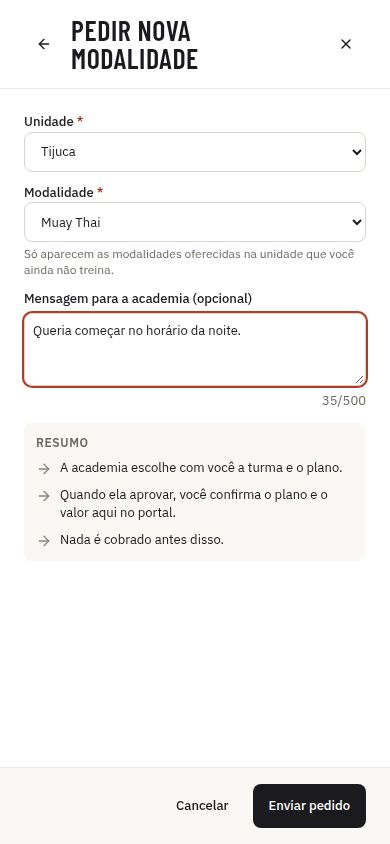 PEDIR NOVA
MODALIDADE
Unidade *
Tijuca
Modalidade *
Muay Thai
Só aparecem as modalidades oferecidas na unidade que você
ainda não treina.
Mensagem para a academia (opcional)
Queria começar no horário da noite.
35/500
RESUMO
A academia escolhe com você a turma e o plano.
Quando ela aprovar, você confirma o plano e o
valor aqui no portal.
Nada é cobrado antes disso.
Cancelar
Enviar pedido